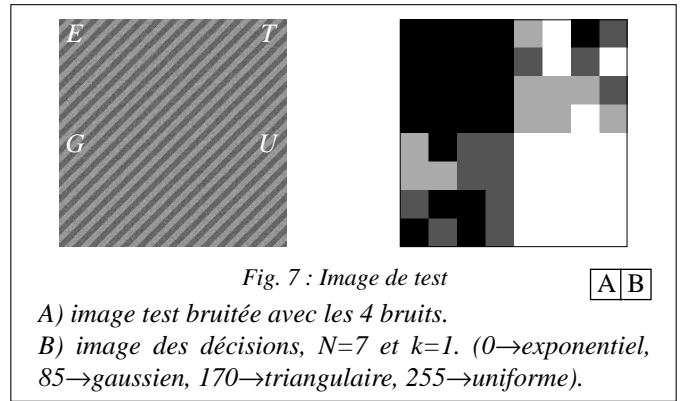 E T
G U
Fig. 7 : Image de test
A B
A) image test bruitée avec les 4 bruits.
B) image des décisions, N=7 et k=1. (0→exponentiel,
85→gaussien, 170→triangulaire, 255→uniforme).